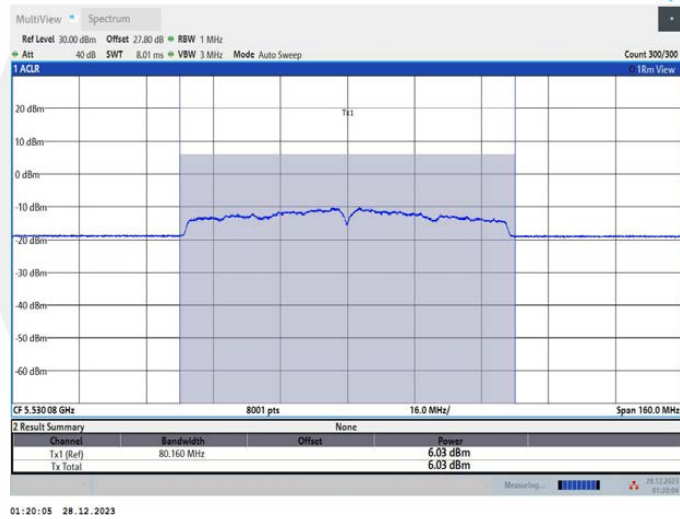 MultiView Spectrum
Ref Level 30.00 dBm Offset 27.80 dB RBW 1 MHz
Att 40 dB SWT 8.01 ms VBW 3 MHz Mode Auto Sweep Count 300/300
1 ACLR 1Rm View
Tx1
20 dBm
10 dBm
0 dBm
-10 dBm
-20 dBm
-30 dBm
-40 dBm
-50 dBm
-60 dBm
CF 5.53008 GHz 8001 pts 16.0 MHz/ Span 160.0 MHz
2 Result Summary None
Channel Bandwidth Offset Power
Tx1 (Ref) 80.160 MHz 6.03 dBm
Tx Total 6.03 dBm
Measuring... 28.12.2023
01:20:04
01:20:05 28.12.2023